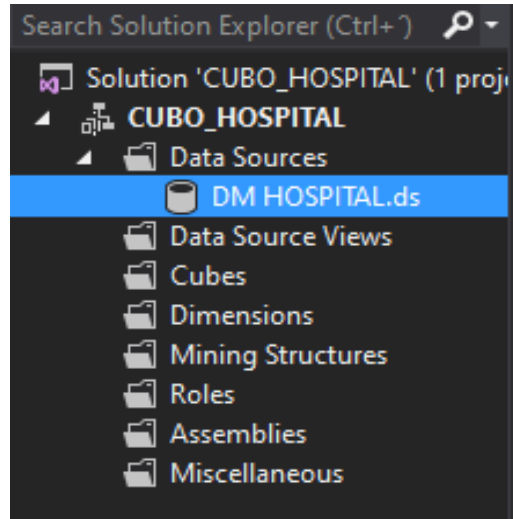 Search Solution Explorer (Ctrl+´)
Solution 'CUBO_HOSPITAL' (1 proj
CUBO_HOSPITAL
Data Sources
DM HOSPITAL.ds
Data Source Views
Cubes
Dimensions
Mining Structures
Roles
Assemblies
Miscellaneous